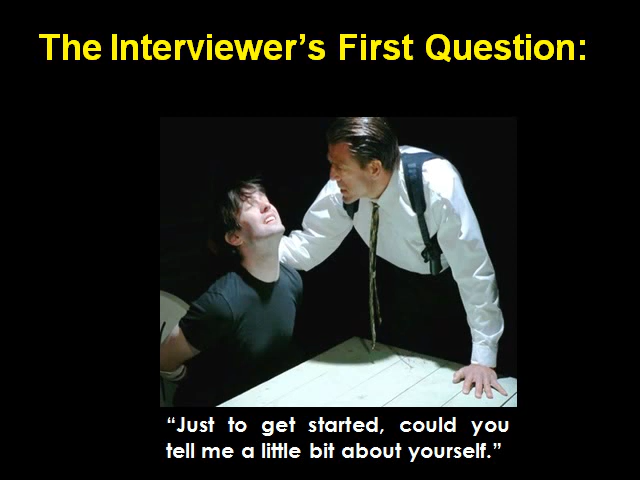 The Interviewer’s First Question:
“Just to get started, could you
tell me a little bit about yourself.”